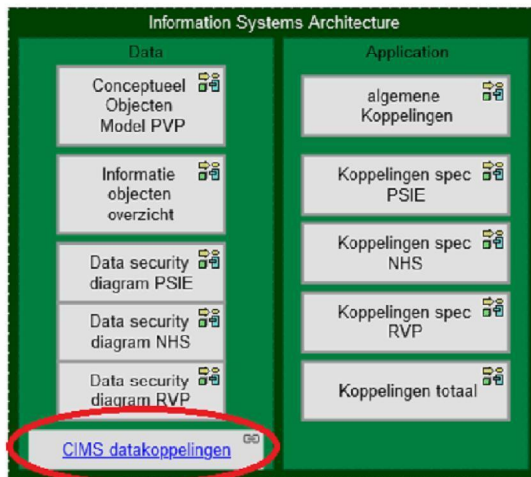 Information Systems Architecture
Data
Conceptueel
Objecten
Model PVP
Informatie
objecten
overzicht
Data security
diagram PSIE
Data security
diagram NHS
Data security
diagram RVP
CIMS datakoppelingen
Application
algemene
Koppelingen
Koppelingen spec
PSIE
Koppelingen spec
NHS
Koppelingen spec
RVP
Koppelingen totaal